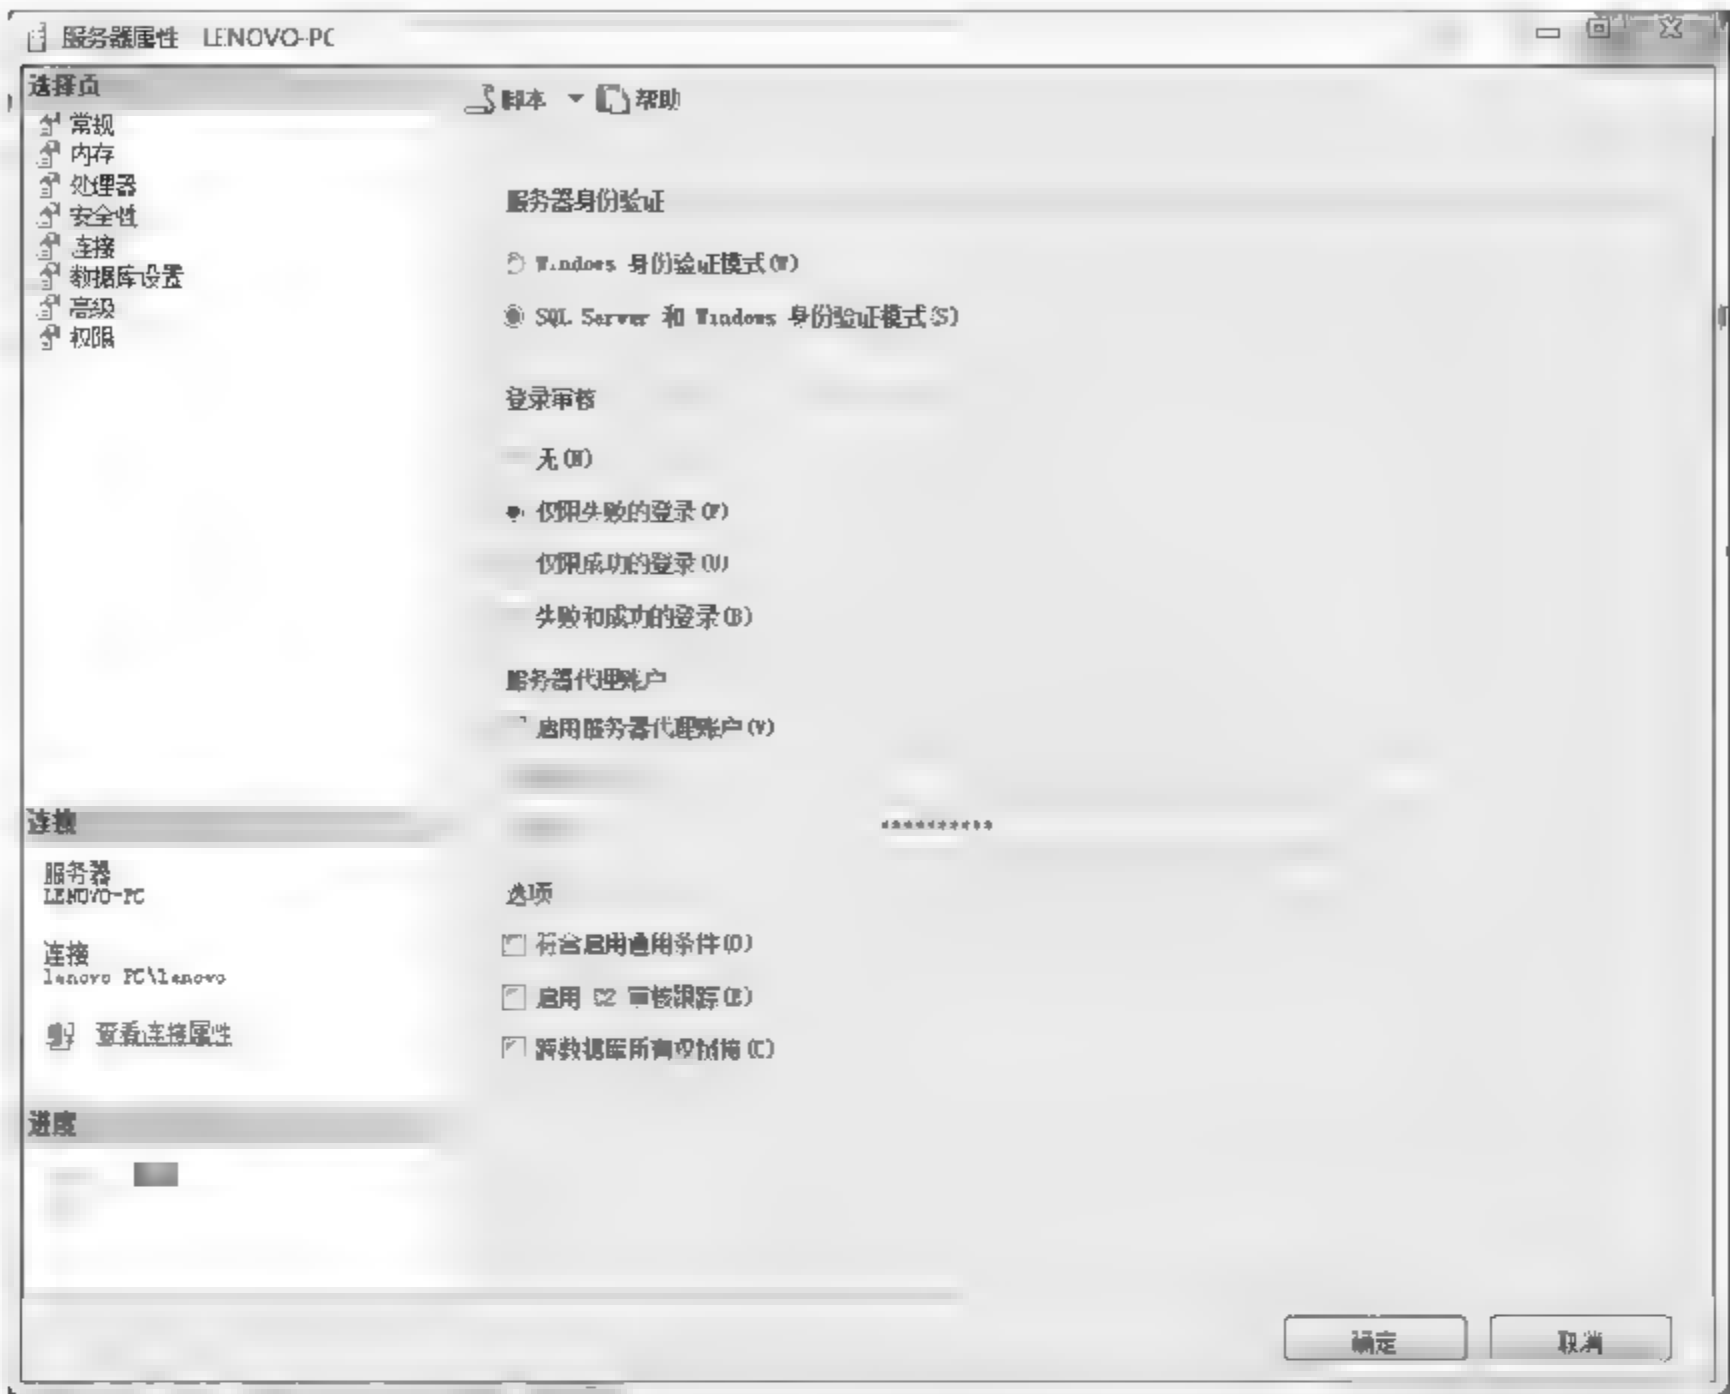 服务器属性 LENOVO-PC
选择页
常规
内存
处理器
安全性
连接
数据库设置
高级
权限
脚本 帮助
服务器身份验证
Windows 身份验证模式(W)
SQL Server 和 Windows 身份验证模式(S)
登录审核
无(N)
仅限失败的登录(F)
仅限成功的登录(U)
失败和成功的登录(B)
服务器代理账户
启用服务器代理账户(V)
**********
选项
符合启用通用条件(O)
启用 C2 审核跟踪(E)
跨数据库所有权链接(C)
连接
服务器
LENOVO-PC
连接
lenovo-PC\lenovo
查看连接属性
进度
确定 取消